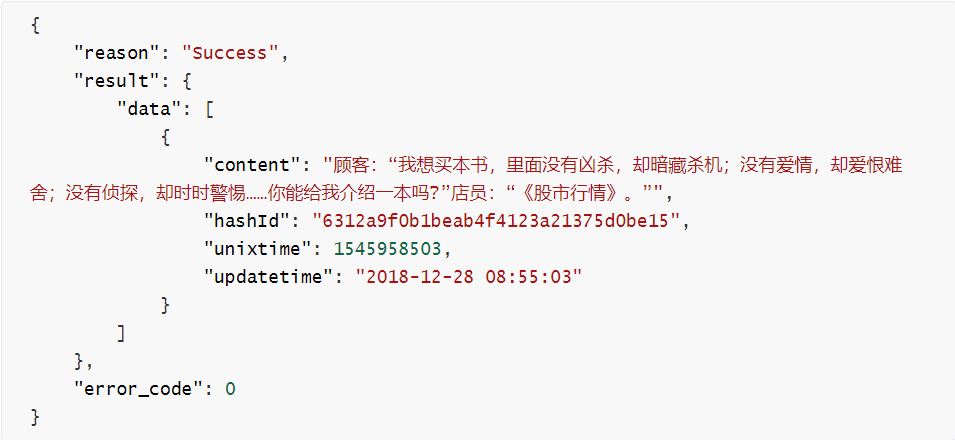 {
"reason": "Success",
"result": {
"data": [
{
"content": "顾客：“我想买本书，里面没有凶杀，却暗藏杀机；没有爱情，却爱恨难
舍；没有侦探，却时时警惕……你能给我介绍一本吗?”店员：“《股市行情》。”",
"hashId": "6312a9f0b1beab4f4123a21375d0be15",
"unixtime": 1545958503,
"updatetime": "2018-12-28 08:55:03"
}
]
},
"error_code": 0
}